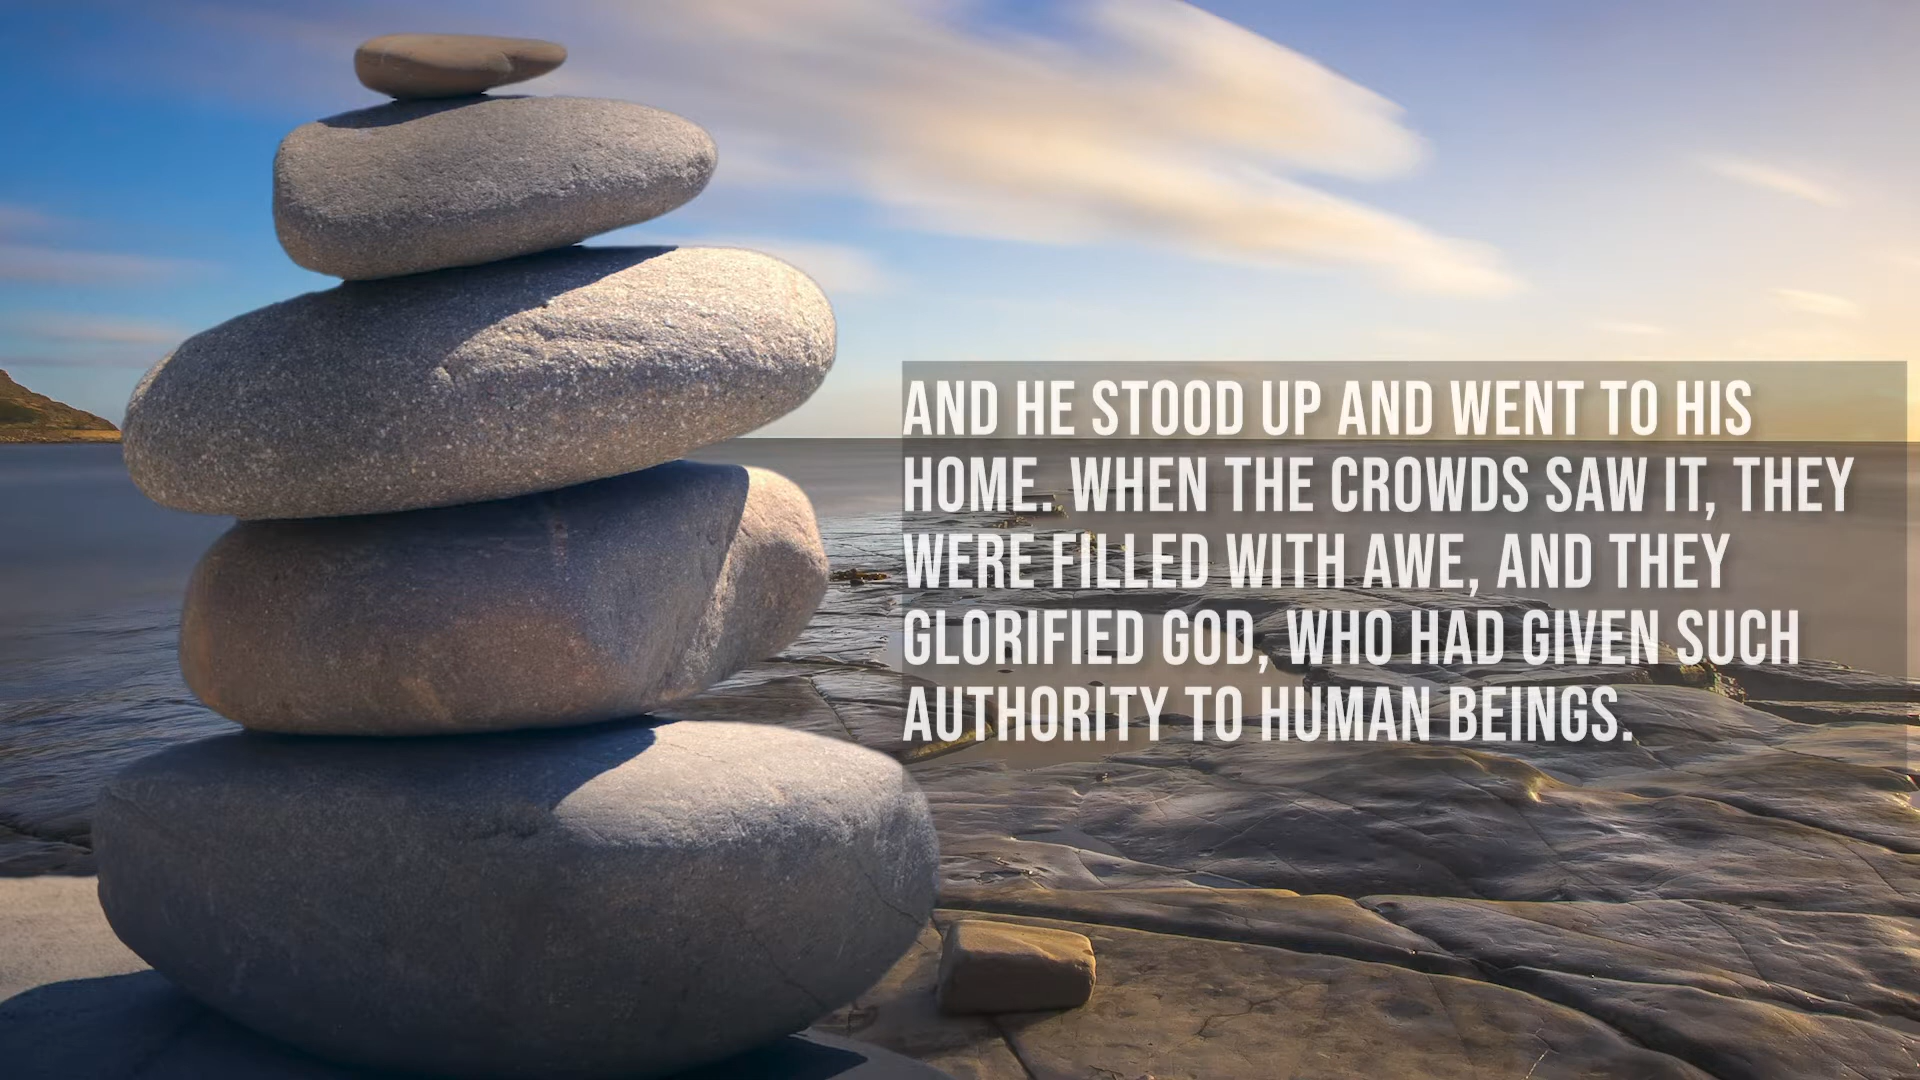 AND HE STOOD UP AND WENT TO HIS
HOME. WHEN THE CROWDS SAW IT, THEY
WERE FILLED WITH AWE, AND THEY
GLORIFIED GOD, WHO HAD GIVEN SUCH
AUTHORITY TO HUMAN BEINGS.